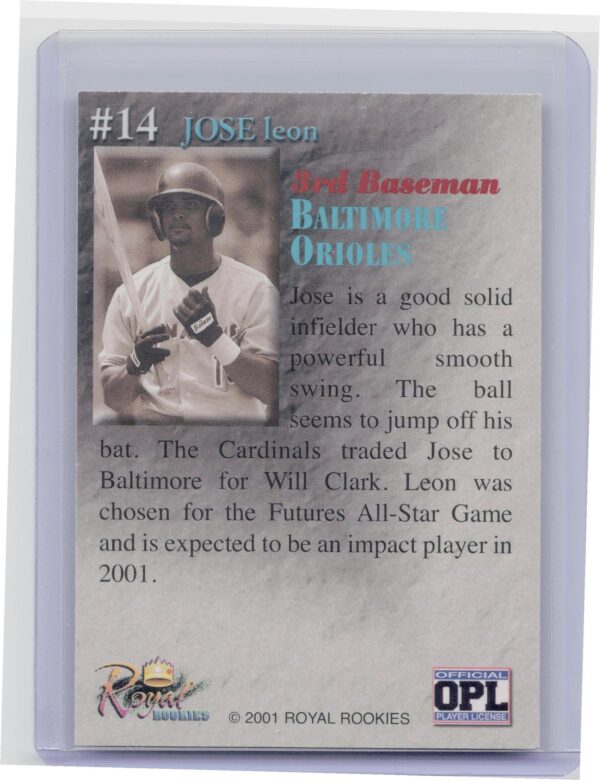 #14 JOSE leon
3rd Baseman
BALTIMORE
ORIOLES
Jose is a good solid
infielder who has a
powerful smooth
swing. The ball
seems to jump off his
bat. The Cardinals traded Jose to
Baltimore for Will Clark. Leon was
chosen for the Futures All-Star Game
and is expected to be an impact player in
2001.
Royal
ROOKIES
© 2001 ROYAL ROOKIES
OFFICIAL
OPL
PLAYER LICENSE